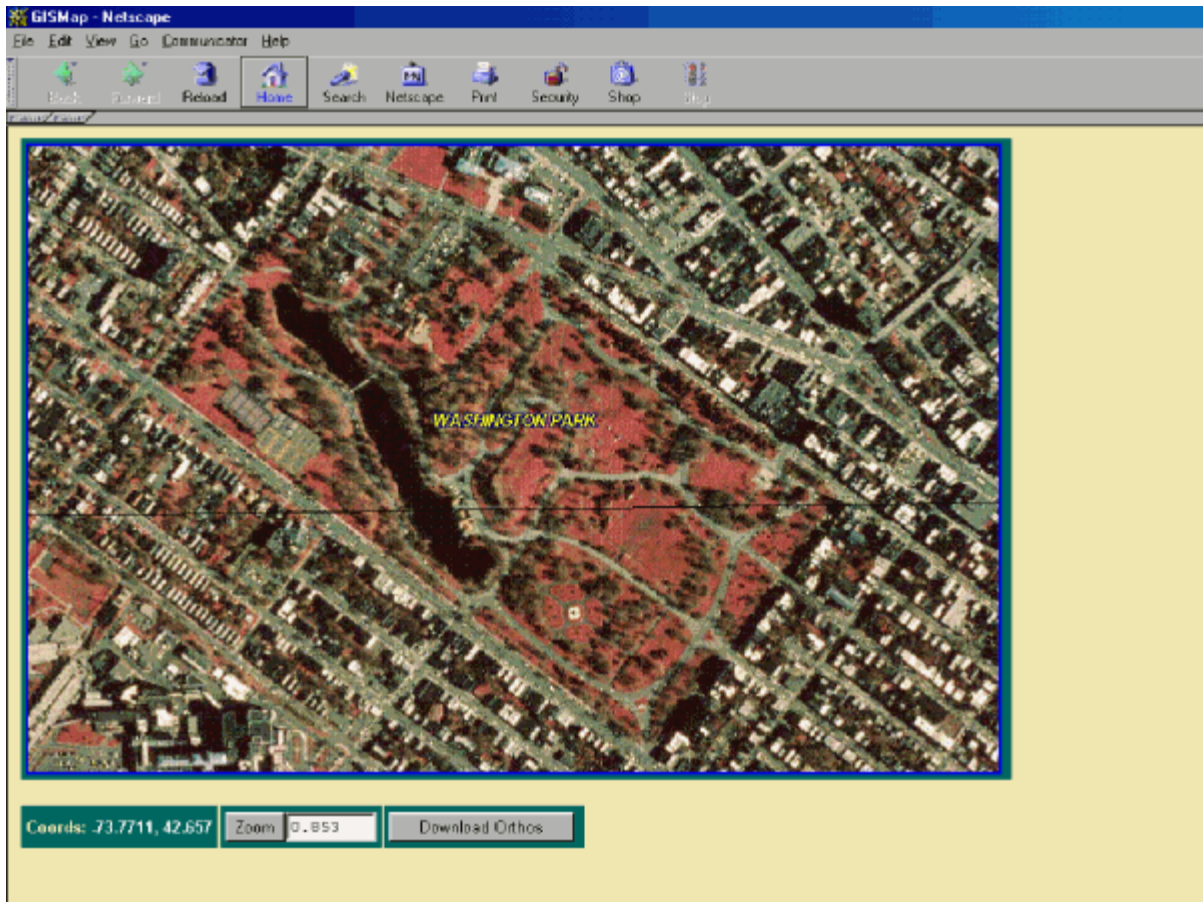 GISMap - Netscape
File Edit View Go Communicator Help
Back Forward Reload Home Search Netscape Print Security Shop Stop
WASHINGTON PARK
Coords: -73.7711, 42.657 Zoom 0.853 Download Orthos